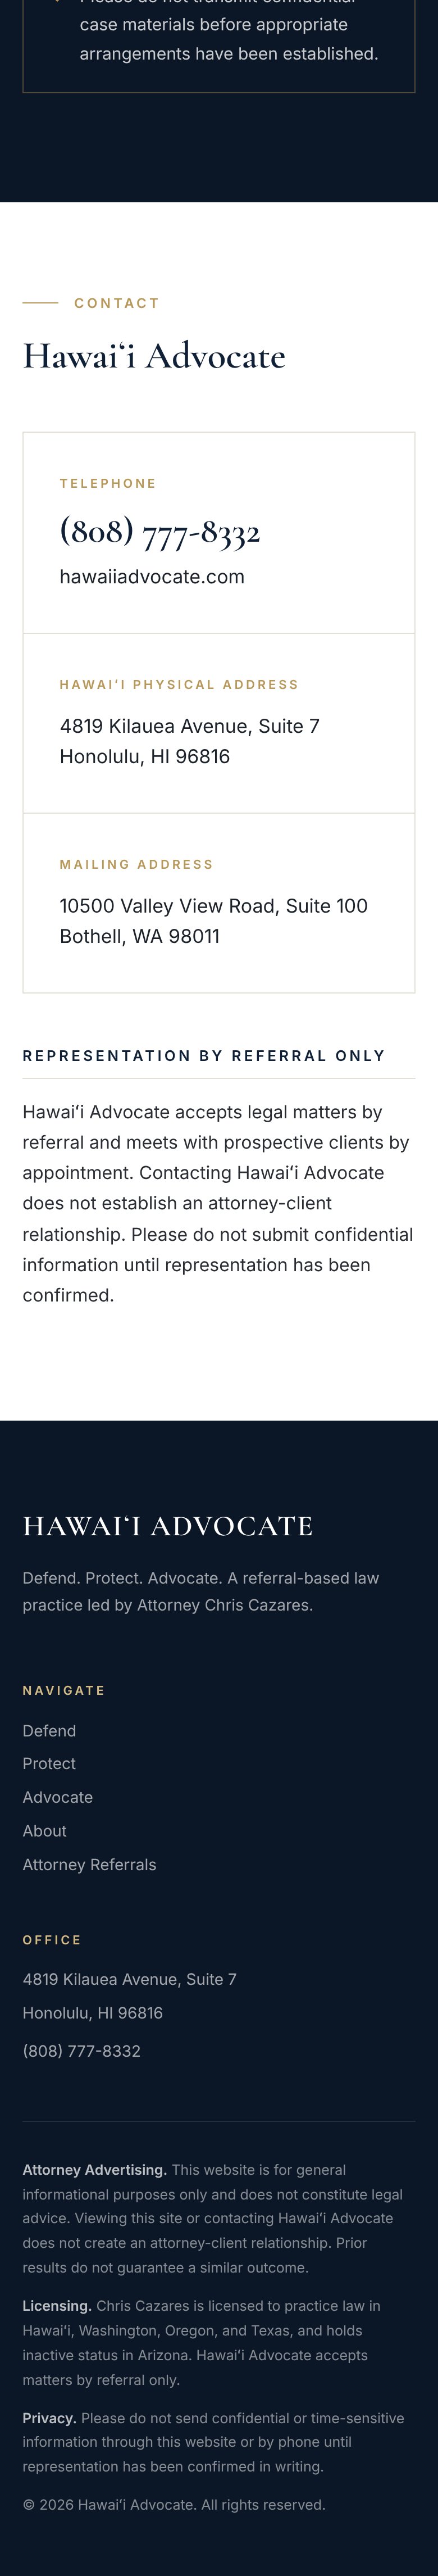 Please do not transmit confidential
case materials before appropriate
arrangements have been established.
CONTACT
Hawaiʻi Advocate
TELEPHONE
(808) 777-8332
hawaiiadvocate.com
HAWAIʻI PHYSICAL ADDRESS
4819 Kilauea Avenue, Suite 7
Honolulu, HI 96816
MAILING ADDRESS
10500 Valley View Road, Suite 100
Bothell, WA 98011
REPRESENTATION BY REFERRAL ONLY
Hawaiʻi Advocate accepts legal matters by
referral and meets with prospective clients by
appointment. Contacting Hawaiʻi Advocate
does not establish an attorney-client
relationship. Please do not submit confidential
information until representation has been
confirmed.
HAWAIʻI ADVOCATE
Defend. Protect. Advocate. A referral-based law
practice led by Attorney Chris Cazares.
NAVIGATE
Defend
Protect
Advocate
About
Attorney Referrals
OFFICE
4819 Kilauea Avenue, Suite 7
Honolulu, HI 96816
(808) 777-8332
Attorney Advertising. This website is for general
informational purposes only and does not constitute legal
advice. Viewing this site or contacting Hawaiʻi Advocate
does not create an attorney-client relationship. Prior
results do not guarantee a similar outcome.
Licensing. Chris Cazares is licensed to practice law in
Hawaiʻi, Washington, Oregon, and Texas, and holds
inactive status in Arizona. Hawaiʻi Advocate accepts
matters by referral only.
Privacy. Please do not send confidential or time-sensitive
information through this website or by phone until
representation has been confirmed in writing.
© 2026 Hawaiʻi Advocate. All rights reserved.